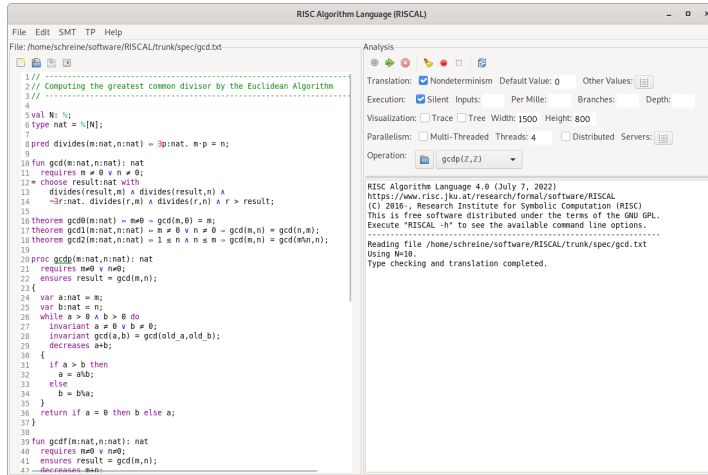 RISC Algorithm Language (RISCAL)
File Edit SMT TP Help
File: /home/schreine/software/RISCAL/trunk/spec/gcd.txt
1 // ----------------------------------------------------------------
2 // Computing the greatest common divisor by the Euclidean Algorithm
3 // ----------------------------------------------------------------
4
5 val N: ℕ;
6 type nat = ℕ[N];
7
8 pred divides(m:nat,n:nat) ⇔ ∃p:nat. m·p = n;
9
10 fun gcd(m:nat,n:nat): nat
11 requires m ≠ 0 ∨ n ≠ 0;
12 = choose result:nat with
13 divides(result,m) ∧ divides(result,n) ∧
14 ¬∃r:nat. divides(r,m) ∧ divides(r,n) ∧ r > result;
15
16 theorem gcd0(m:nat) ⇔ m≠0 ⇒ gcd(m,0) = m;
17 theorem gcd1(m:nat,n:nat) ⇔ m ≠ 0 ∨ n ≠ 0 ⇒ gcd(m,n) = gcd(n,m);
18 theorem gcd2(m:nat,n:nat) ⇔ 1 ≤ n ∧ n ≤ m ⇒ gcd(m,n) = gcd(m%n,n);
19
20 proc gcdp(m:nat,n:nat): nat
21 requires m≠0 ∨ n≠0;
22 ensures result = gcd(m,n);
23 {
24 var a:nat = m;
25 var b:nat = n;
26 while a > 0 ∧ b > 0 do
27 invariant a ≠ 0 ∨ b ≠ 0;
28 invariant gcd(a,b) = gcd(old_a,old_b);
29 decreases a+b;
30 {
31 if a > b then
32 a = a%b;
33 else
34 b = b%a;
35 }
36 return if a = 0 then b else a;
37 }
38
39 fun gcdf(m:nat,n:nat): nat
40 requires m≠0 ∨ n≠0;
41 ensures result = gcd(m,n);
42 decreases m+n;
Analysis
Translation: Nondeterminism Default Value: 0 Other Values:
Execution: Silent Inputs: Per Mille: Branches: Depth:
Visualization: Trace Tree Width: 1500 Height: 800
Parallelism: Multi-Threaded Threads: 4 Distributed Servers:
Operation: gcdp(ℤ,ℤ)
RISC Algorithm Language 4.0 (July 7, 2022)
https://www.risc.jku.at/research/formal/software/RISCAL
(C) 2016-, Research Institute for Symbolic Computation (RISC)
This is free software distributed under the terms of the GNU GPL.
Execute "RISCAL -h" to see the available command line options.
-----------------------------------------------------------------
Reading file /home/schreine/software/RISCAL/trunk/spec/gcd.txt
Using N=10.
Type checking and translation completed.